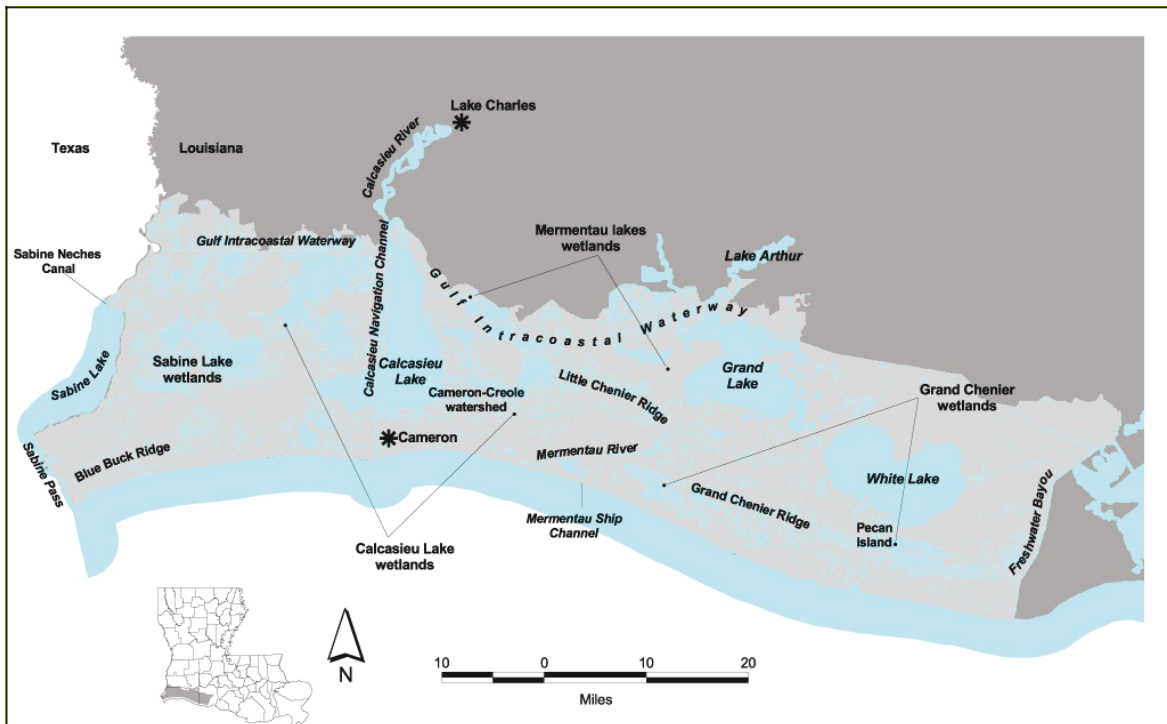 Lake Charles
Calcasieu River
Texas
Louisiana
Mermentau lakes
wetlands
Gulf Intracoastal Waterway
Lake Arthur
Sabine Neches
Canal
Calcasieu Navigation Channel
Gulf Intracoastal Waterway
Sabine Lake
Sabine Lake
wetlands
Calcasieu
Lake
Grand
Lake
Cameron-Creole
watershed
Little Chenier Ridge
Grand Chenier
wetlands
Cameron
Blue Buck Ridge
Sabine Pass
Mermentau River
White Lake
Grand Chenier Ridge
Mermentau Ship
Channel
Pecan
Island
Freshwater Bayou
Calcasieu Lake
wetlands
N
10 0 10 20
Miles